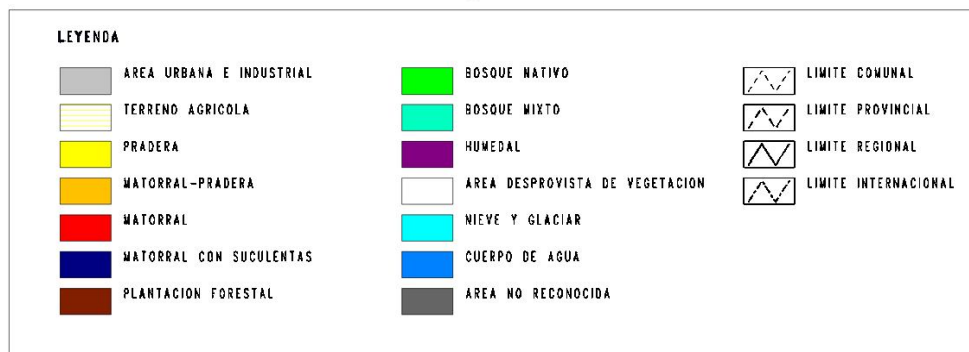 LEYENDA
AREA URBANA E INDUSTRIAL
TERRENO AGRICOLA
PRADERA
MATORRAL-PRADERA
MATORRAL
MATORRAL CON SUCULENTAS
PLANTACION FORESTAL
BOSQUE NATIVO
BOSQUE MIXTO
HUMEDAL
AREA DESPROVISTA DE VEGETACION
NIEVE Y GLACIAR
CUERPO DE AGUA
AREA NO RECONOCIDA
LIMITE COMUNAL
LIMITE PROVINCIAL
LIMITE REGIONAL
LIMITE INTERNACIONAL